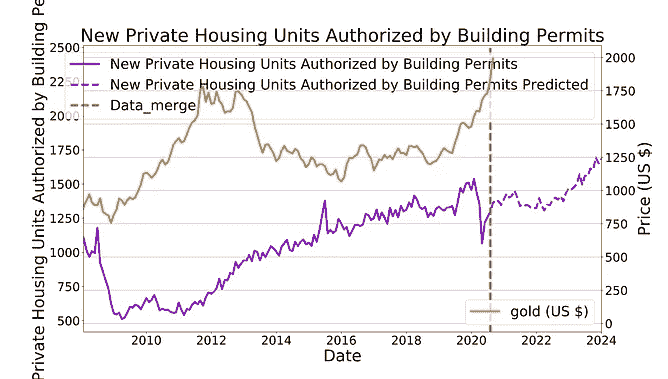 New Private Housing Units Authorized by Building Permits
Private Housing Units Authorized by Building Pe
2500
2250
2000
1750
1500
1250
1000
750
500
New Private Housing Units Authorized by Building Permits
New Private Housing Units Authorized by Building Permits Predicted
Data_merge
gold (US $)
2000
1750
1500
1250
1000
750
500
250
0
Price (US $)
2010 2012 2014 2016 2018 2020 2022 2024
Date